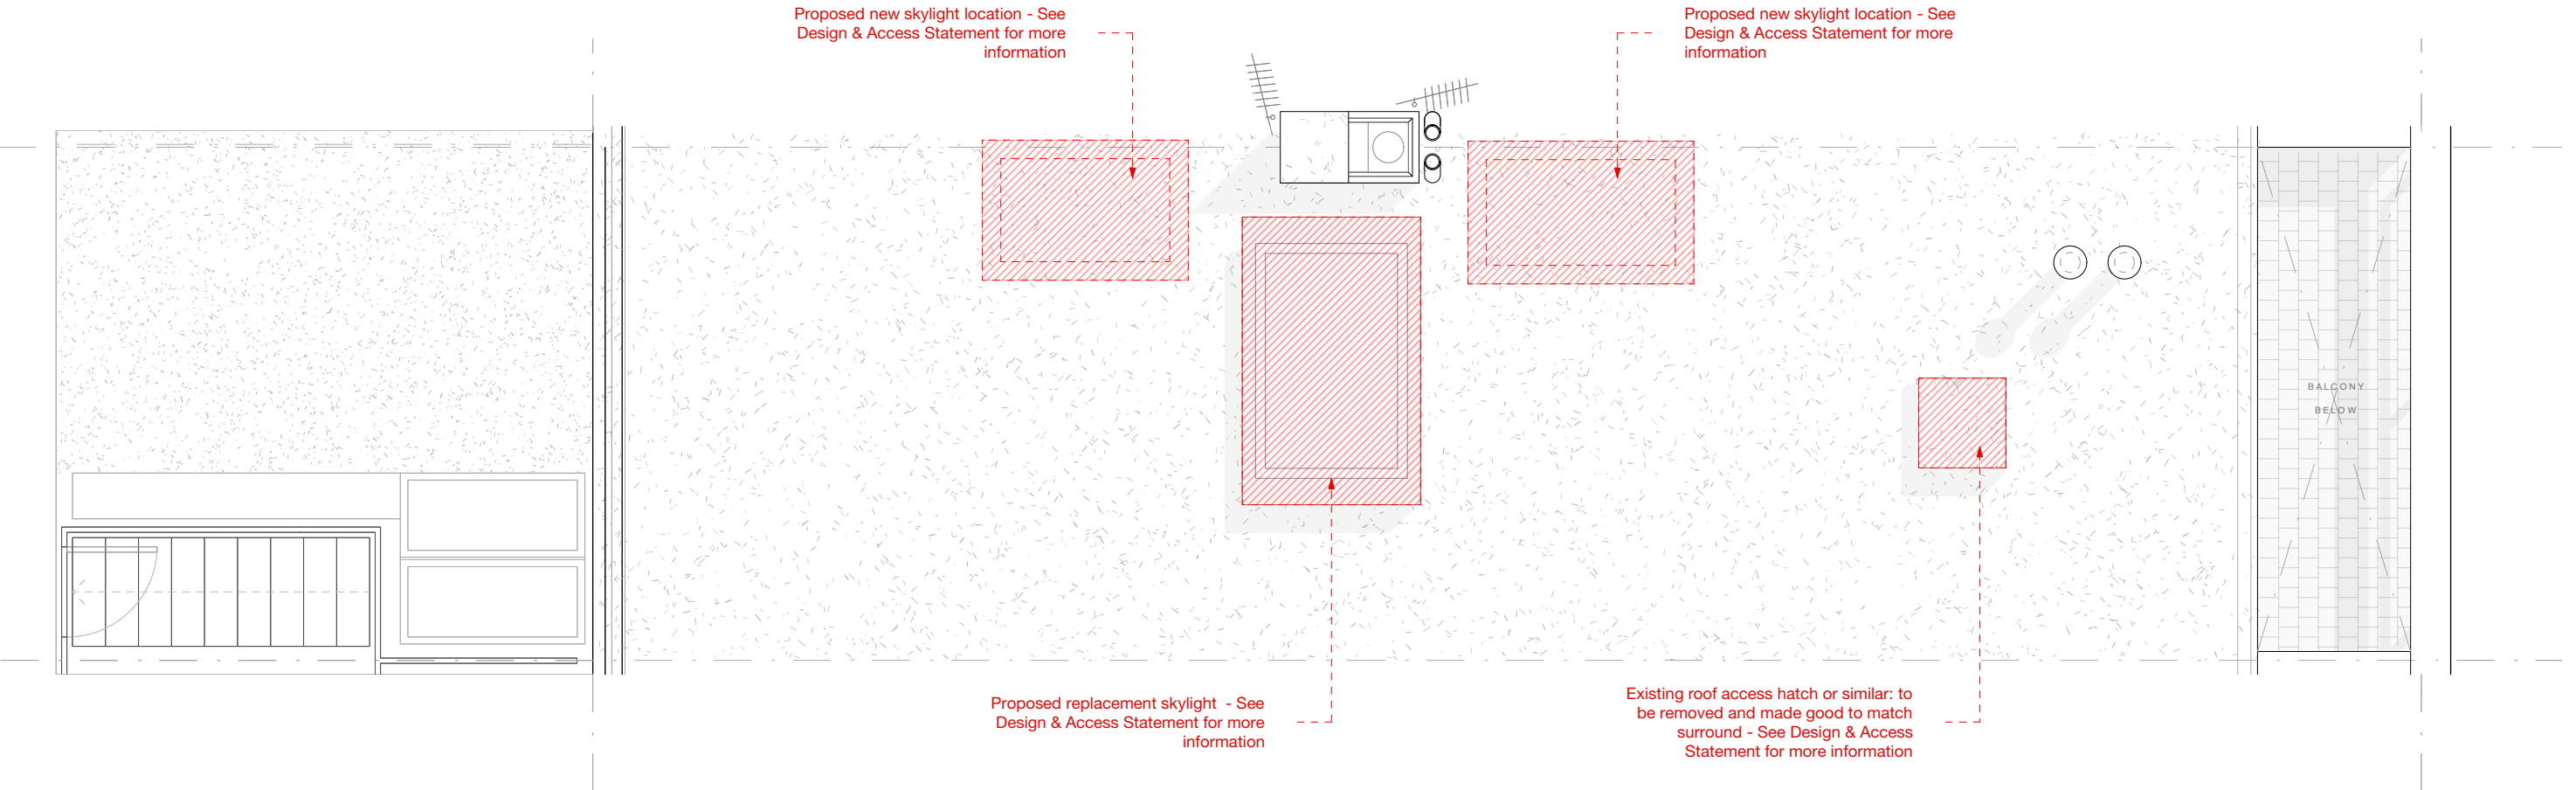 Proposed new skylight location - See
Design & Access Statement for more
information
Proposed new skylight location - See
Design & Access Statement for more
information
BALCONY
BELOW
Proposed replacement skylight  - See
Design & Access Statement for more
information
Existing roof access hatch or similar: to
be removed and made good to match
surround - See Design & Access
Statement for more information